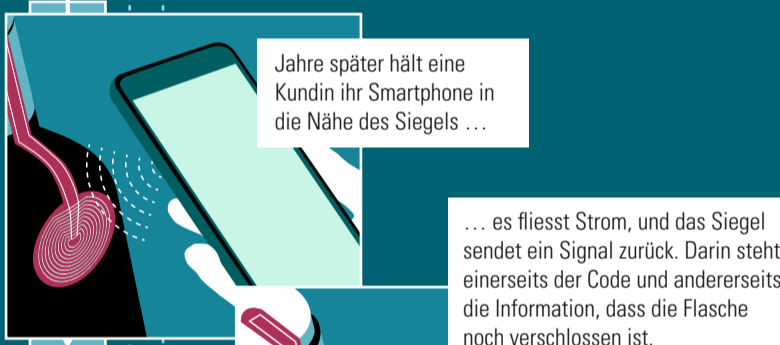 Jahre später hält eine
Kundin ihr Smartphone in
die Nähe des Siegels …
… es fliesst Strom, und das Siegel
sendet ein Signal zurück. Darin steht
einerseits der Code und andererseits
die Information, dass die Flasche
noch verschlossen ist.